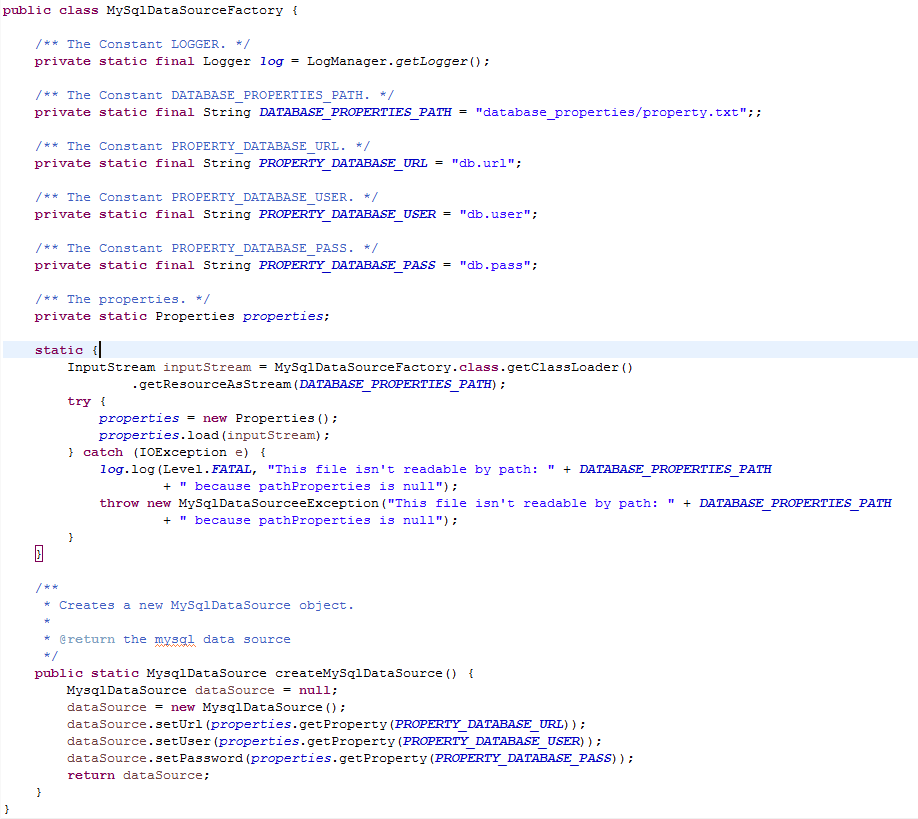 public class MySqlDataSourceFactory {
/** The Constant LOGGER. */
private static final Logger log = LogManager.getLogger();
/** The Constant DATABASE_PROPERTIES_PATH. */
private static final String DATABASE_PROPERTIES_PATH = "database_properties/property.txt";;
/** The Constant PROPERTY_DATABASE_URL. */
private static final String PROPERTY_DATABASE_URL = "db.url";
/** The Constant PROPERTY_DATABASE_USER. */
private static final String PROPERTY_DATABASE_USER = "db.user";
/** The Constant PROPERTY_DATABASE_PASS. */
private static final String PROPERTY_DATABASE_PASS = "db.pass";
/** The properties. */
private static Properties properties;
static {
InputStream inputStream = MySqlDataSourceFactory.class.getClassLoader()
.getResourceAsStream(DATABASE_PROPERTIES_PATH);
try {
properties = new Properties();
properties.load(inputStream);
} catch (IOException e) {
log.log(Level.FATAL, "This file isn't readable by path: " + DATABASE_PROPERTIES_PATH
+ " because pathProperties is null");
throw new MySqlDataSourceeException("This file isn't readable by path: " + DATABASE_PROPERTIES_PATH
+ " because pathProperties is null");
}
}
/**
* Creates a new MySqlDataSource object.
*
* @return the mysql data source
*/
public static MysqlDataSource createMySqlDataSource() {
MysqlDataSource dataSource = null;
dataSource = new MysqlDataSource();
dataSource.setUrl(properties.getProperty(PROPERTY_DATABASE_URL));
dataSource.setUser(properties.getProperty(PROPERTY_DATABASE_USER));
dataSource.setPassword(properties.getProperty(PROPERTY_DATABASE_PASS));
return dataSource;
}
}